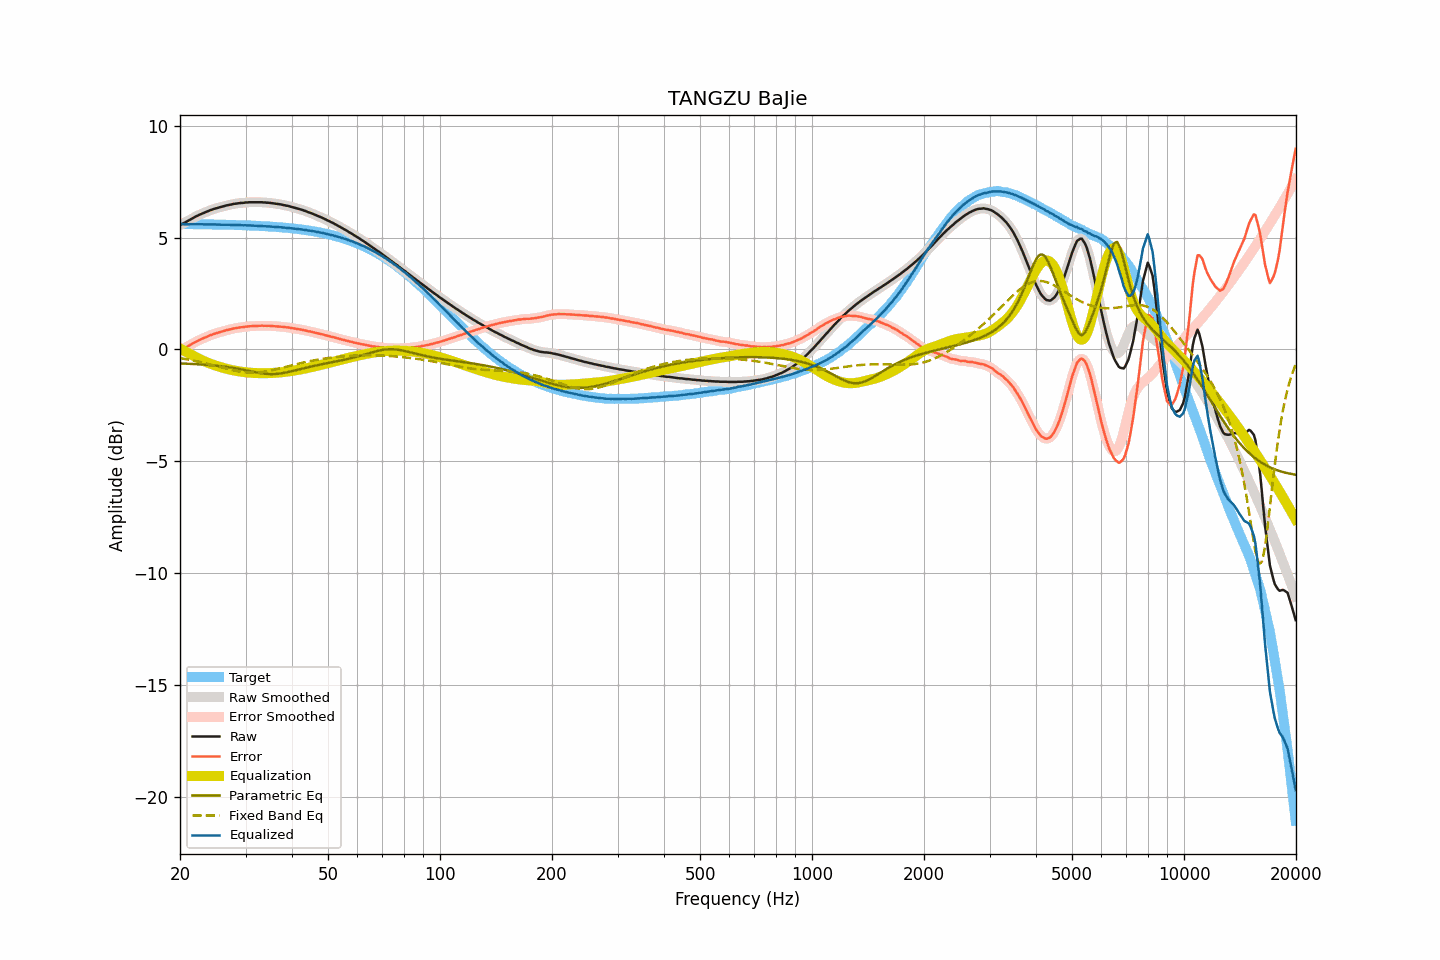 TANGZU BaJie
10
5
0
−5
−10
−15
−20
Amplitude (dBr)
Target
Raw Smoothed
Error Smoothed
Raw
Error
Equalization
Parametric Eq
Fixed Band Eq
Equalized
20 50 100 200 500 1000 2000 5000 10000 20000
Frequency (Hz)